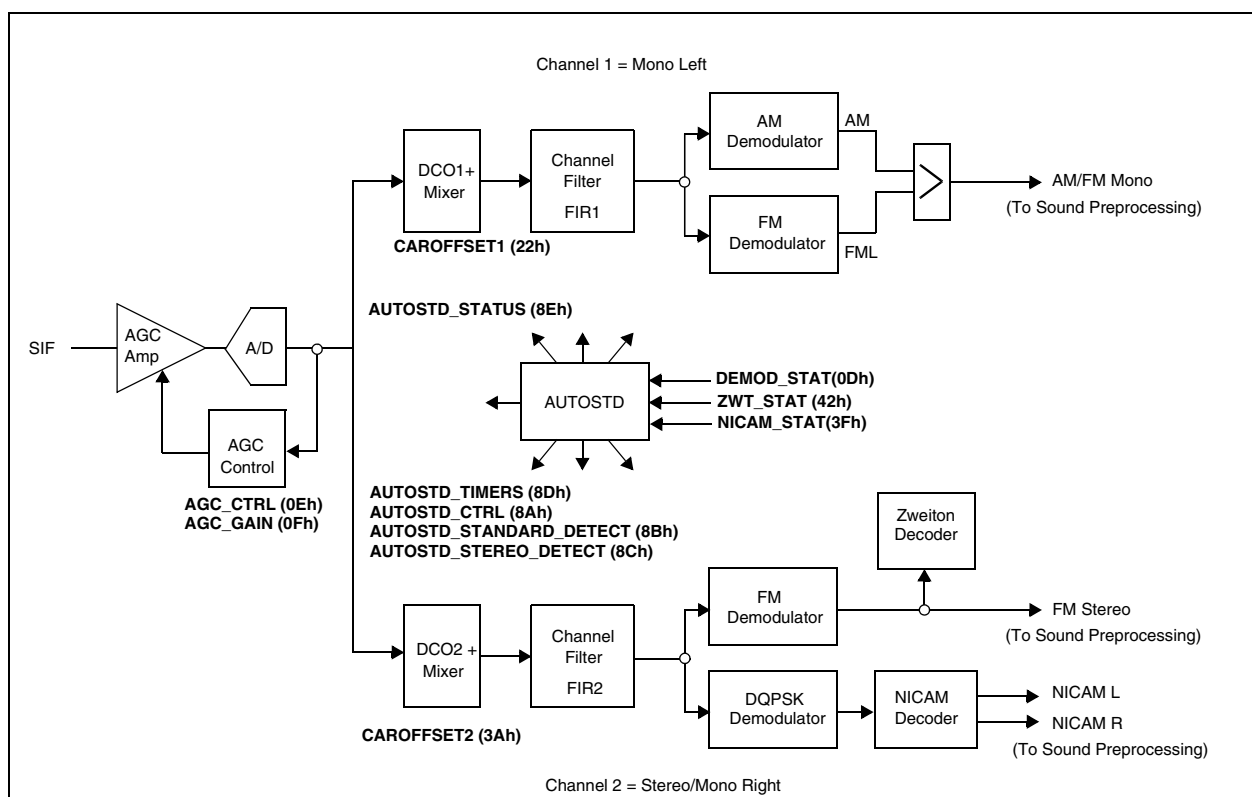 Channel 1 = Mono Left
AM
Demodulator
AM
DCO1+
Mixer
Channel
Filter
FIR1
AM/FM Mono
(To Sound Preprocessing)
FM
Demodulator
FML
CAROFFSET1 (22h)
AUTOSTD_STATUS (8Eh)
SIF
AGC
Amp
A/D
AUTOSTD
DEMOD_STAT(0Dh)
ZWT_STAT (42h)
NICAM_STAT(3Fh)
AGC
Control
AGC_CTRL (0Eh)
AGC_GAIN (0Fh)
AUTOSTD_TIMERS (8Dh)
AUTOSTD_CTRL (8Ah)
AUTOSTD_STANDARD_DETECT (8Bh)
AUTOSTD_STEREO_DETECT (8Ch)
Zweiton
Decoder
FM
Demodulator
FM Stereo
(To Sound Preprocessing)
DCO2 +
Mixer
Channel
Filter
FIR2
DQPSK
Demodulator
NICAM
Decoder
NICAM L
NICAM R
(To Sound Preprocessing)
CAROFFSET2 (3Ah)
Channel 2 = Stereo/Mono Right